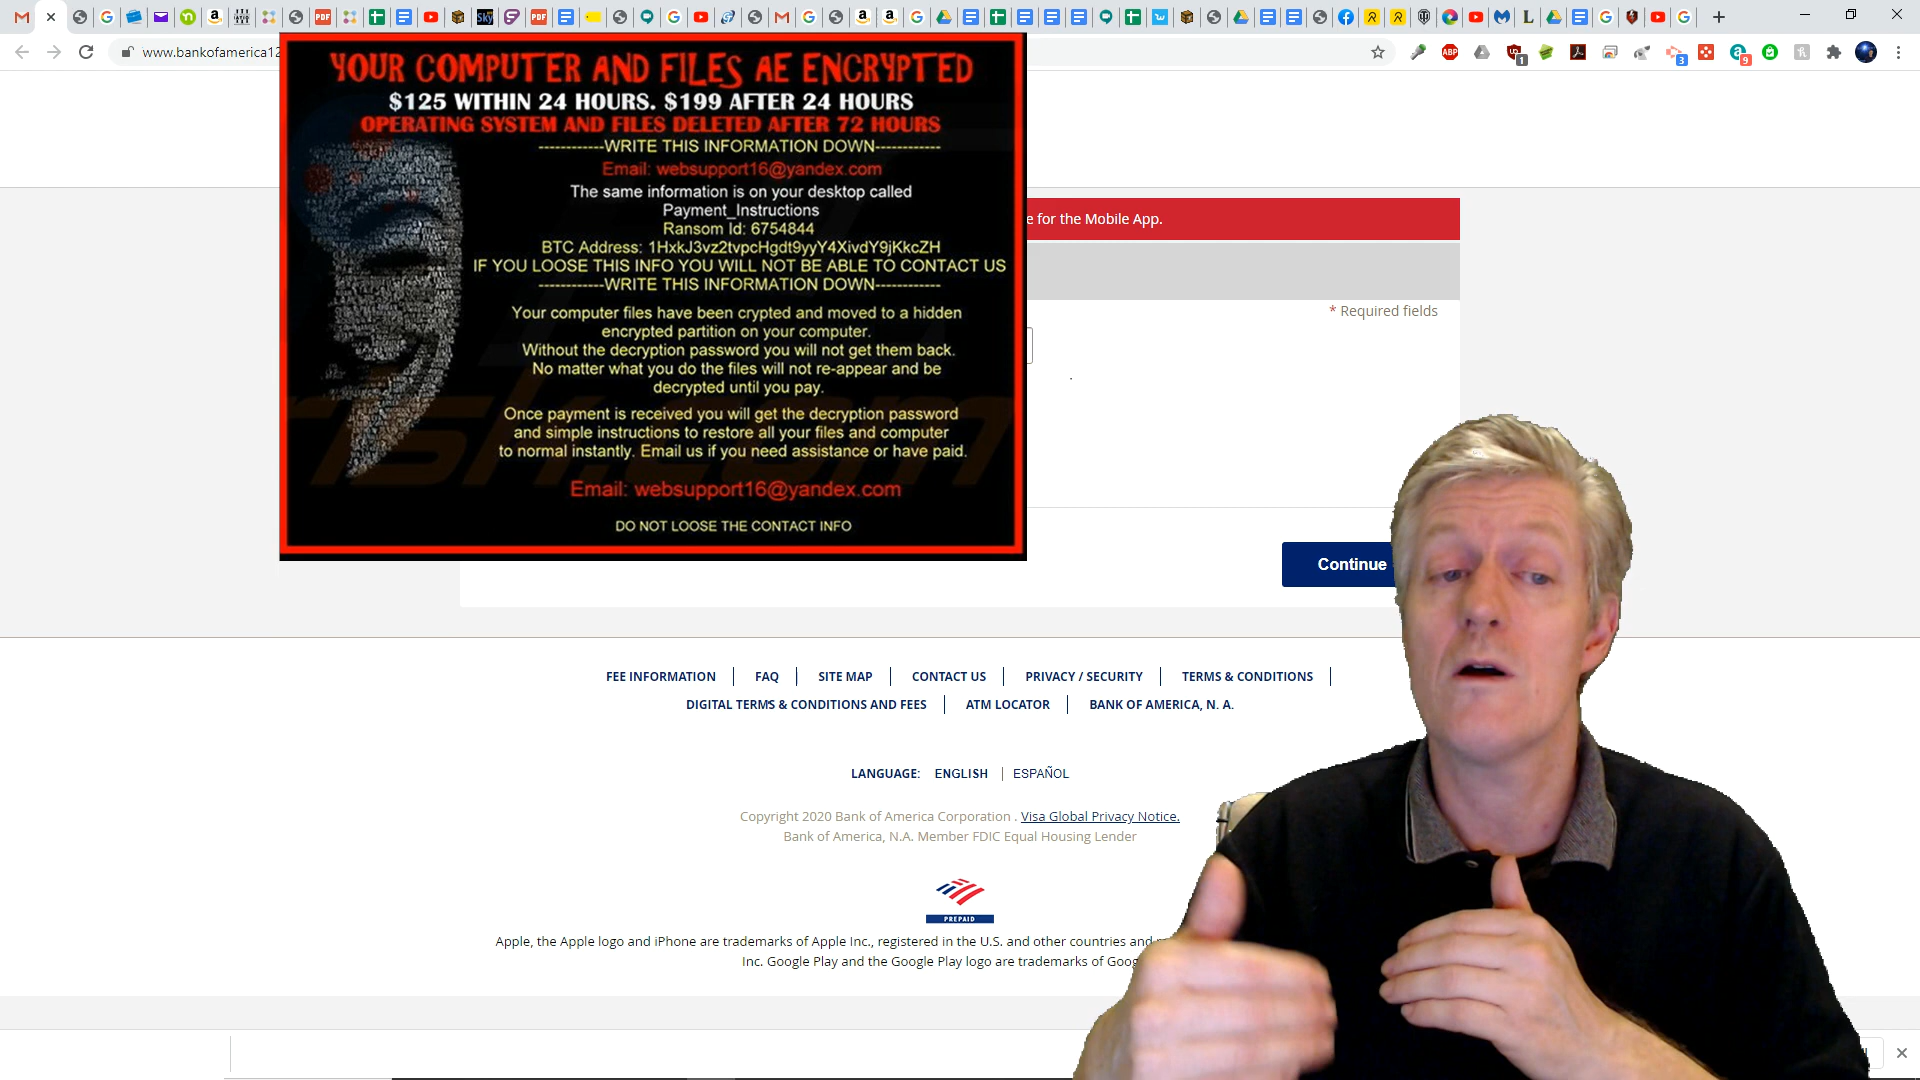 www.bankofamerica12
ABP
1
3
9
YOUR COMPUTER AND FILES AE ENCRYPTED
$125 WITHIN 24 HOURS. $199 AFTER 24 HOURS
OPERATING SYSTEM AND FILES DELETED AFTER 72 HOURS
-----------WRITE THIS INFORMATION DOWN-----------
Email: websupport16@yandex.com
The same information is on your desktop called
Payment_Instructions
Ransom Id: 6754844
BTC Address: 1HxkJ3vz2tvpcHgdt9yyY4XivdY9jKkcZH
IF YOU LOOSE THIS INFO YOU WILL NOT BE ABLE TO CONTACT US
-----------WRITE THIS INFORMATION DOWN-----------
Your computer files have been crypted and moved to a hidden
encrypted partition on your computer.
Without the decryption password you will not get them back.
No matter what you do the files will not re-appear and be
decrypted until you pay.
Once payment is received you will get the decryption password
and simple instructions to restore all your files and computer
to normal instantly. Email us if you need assistance or have paid.
Email: websupport16@yandex.com
DO NOT LOOSE THE CONTACT INFO
e for the Mobile App.
* Required fields
Continue
FEE INFORMATION FAQ SITE MAP CONTACT US PRIVACY / SECURITY TERMS & CONDITIONS
DIGITAL TERMS & CONDITIONS AND FEES ATM LOCATOR BANK OF AMERICA, N. A.
LANGUAGE: ENGLISH ESPAÑOL
Copyright 2020 Bank of America Corporation . Visa Global Privacy Notice.
Bank of America, N.A. Member FDIC Equal Housing Lender
PREPAID
Apple, the Apple logo and iPhone are trademarks of Apple Inc., registered in the U.S. and other countries and
Inc. Google Play and the Google Play logo are trademarks of Goog